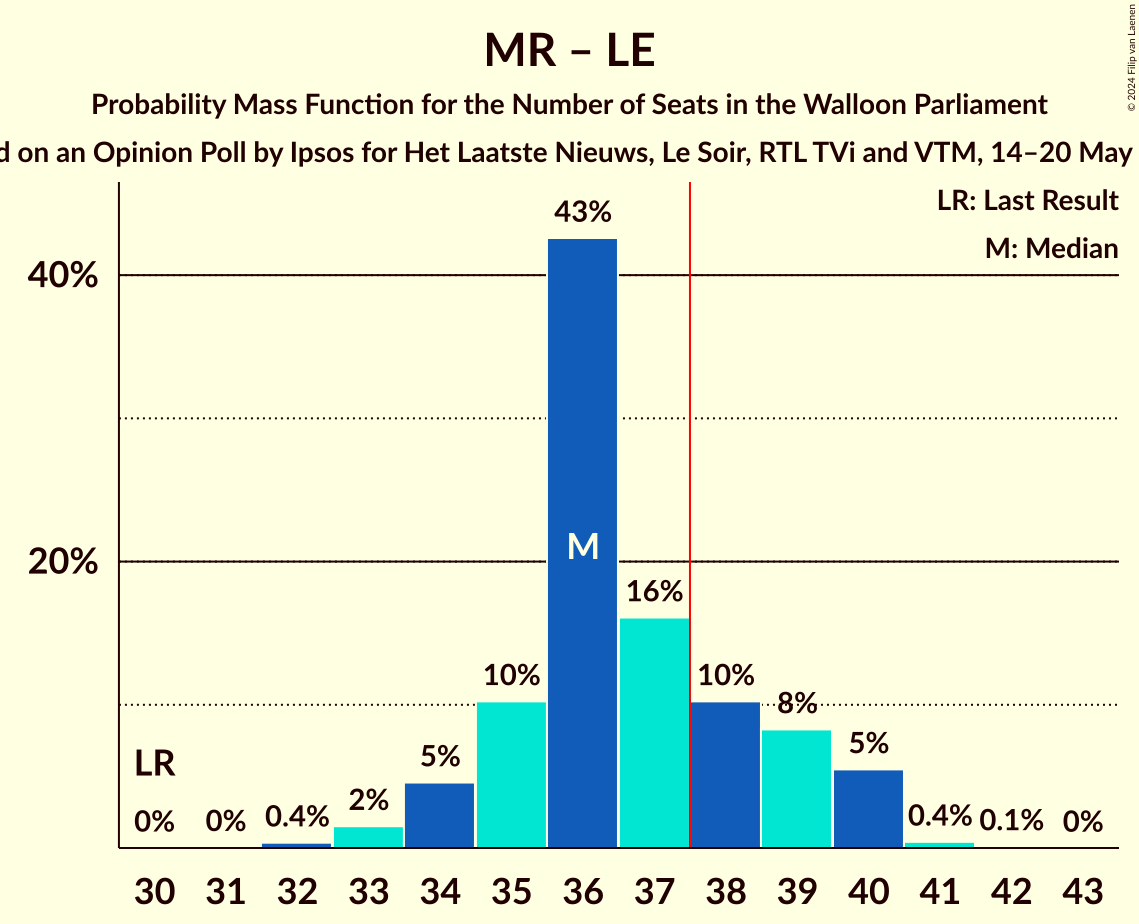 MR – LE
Probability Mass Function for the Number of Seats in the Walloon Parliament
on an Opinion Poll by Ipsos for Het Laatste Nieuws, Le Soir, RTL TVi and VTM, 14–20 May
© 2024 Filip van Laenen
LR: Last Result
M: Median
43%
40%
M
20%
16%
10%
10%
8%
5%
5%
LR
2%
0%
0%
0.4%
0.4%
0.1%
0%
30 31 32 33 34 35 36 37 38 39 40 41 42 43